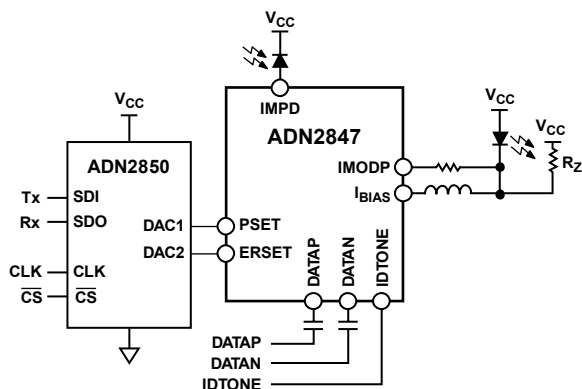 VCC
IMPD
ADN2847
VCC
ADN2850
Tx
SDI
Rx
SDO
CLK
CLK
CS
CS
DAC1
DAC2
PSET
ERSET
DATAP
DATAN
IDTONE
IMODP
IBIAS
VCC
VCC
RZ
DATAP
DATAN
IDTONE